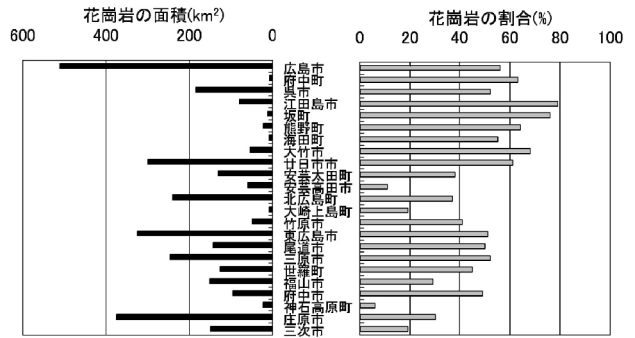 花崗岩の面積(km²)
花崗岩の割合(%)
600 400 200 0
0 20 40 60 80 100
広島市
府中町
呉市
江田島市
坂町
熊野町
海田町
大竹市
廿日市市
安芸太田町
安芸高田市
北広島町
大崎上島町
竹原市
東広島市
尾道市
三原市
世羅町
福山市
府中市
神石高原町
庄原市
三次市